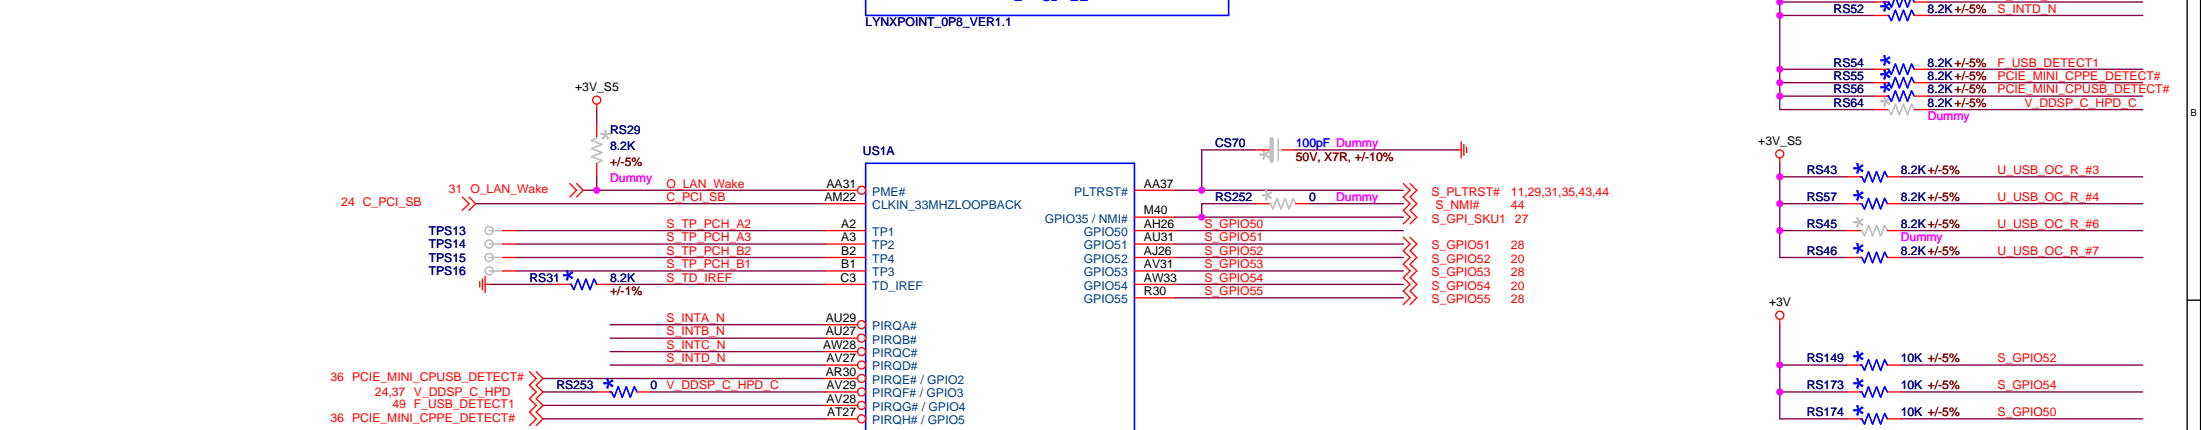 LYNXPOINT_0P8_VER1.1
RS52 8.2K +/-5% S_INTD_N
RS54 8.2K +/-5% F_USB_DETECT1
RS55 8.2K +/-5% PCIE_MINI_CPPE_DETECT#
RS56 8.2K +/-5% PCIE_MINI_CPUSB_DETECT#
RS64 8.2K +/-5% V_DDSP_C_HPD_C
Dummy
B
+3V_S5
RS29
8.2K
+/-5%
Dummy
US1A
CS70 100pF Dummy
50V, X7R, +/-10%
31 O_LAN_Wake O_LAN_Wake AA31 PME#
24 C_PCI_SB C_PCI_SB AM22 CLKIN_33MHZLOOPBACK
TPS13 S_TP_PCH_A2 A2 TP1
TPS14 S_TP_PCH_A3 A3 TP2
TPS15 S_TP_PCH_B2 B2 TP4
TPS16 S_TP_PCH_B1 B1 TP3
RS31 8.2K S_TD_IREF C3 TD_IREF
+/-1%
S_INTA_N AU29 PIRQA#
S_INTB_N AU27 PIRQB#
S_INTC_N AW28 PIRQC#
S_INTD_N AV27 PIRQD#
36 PCIE_MINI_CPUSB_DETECT# AR30 PIRQE# / GPIO2
24,37 V_DDSP_C_HPD RS253 0 V_DDSP_C_HPD_C AV29 PIRQF# / GPIO3
49 F_USB_DETECT1 AV28 PIRQG# / GPIO4
36 PCIE_MINI_CPPE_DETECT# AT27 PIRQH# / GPIO5
PLTRST# AA37 S_PLTRST# 11,29,31,35,43,44
RS252 0 Dummy S_NMI# 44
GPIO35 / NMI# M40 S_GPI_SKU1 27
GPIO50 AH26 S_GPIO50
GPIO51 AU31 S_GPIO51 S_GPIO51 28
GPIO52 AJ26 S_GPIO52 S_GPIO52 20
GPIO53 AV31 S_GPIO53 S_GPIO53 28
GPIO54 AW33 S_GPIO54 S_GPIO54 20
GPIO55 R30 S_GPIO55 S_GPIO55 28
+3V_S5
RS43 8.2K +/-5% U_USB_OC_R_#3
RS57 8.2K +/-5% U_USB_OC_R_#4
RS45 8.2K +/-5% U_USB_OC_R_#6
Dummy
RS46 8.2K +/-5% U_USB_OC_R_#7
+3V
RS149 10K +/-5% S_GPIO52
RS173 10K +/-5% S_GPIO54
RS174 10K +/-5% S_GPIO50